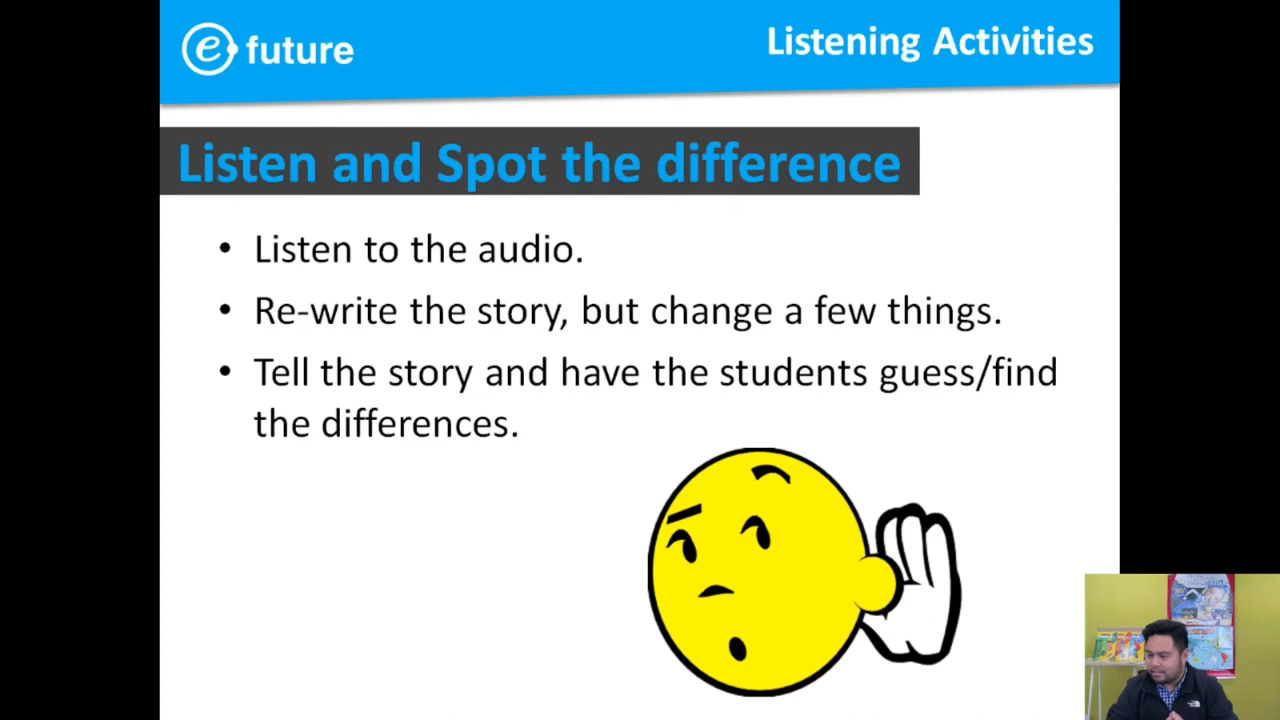 e future
Listening Activities
Listen and Spot the difference
• Listen to the audio.
• Re-write the story, but change a few things.
• Tell the story and have the students guess/find
the differences.